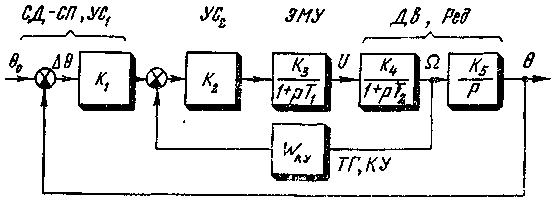 СД-СП, УС₁
УС₂
ЭМУ
ДВ, Ред
θ₀
Δθ
K₁
K₂
K₃
1+pT₁
U
K₄
1+pT₂
Ω
K₅
p
θ
Wку
ТГ, КУ